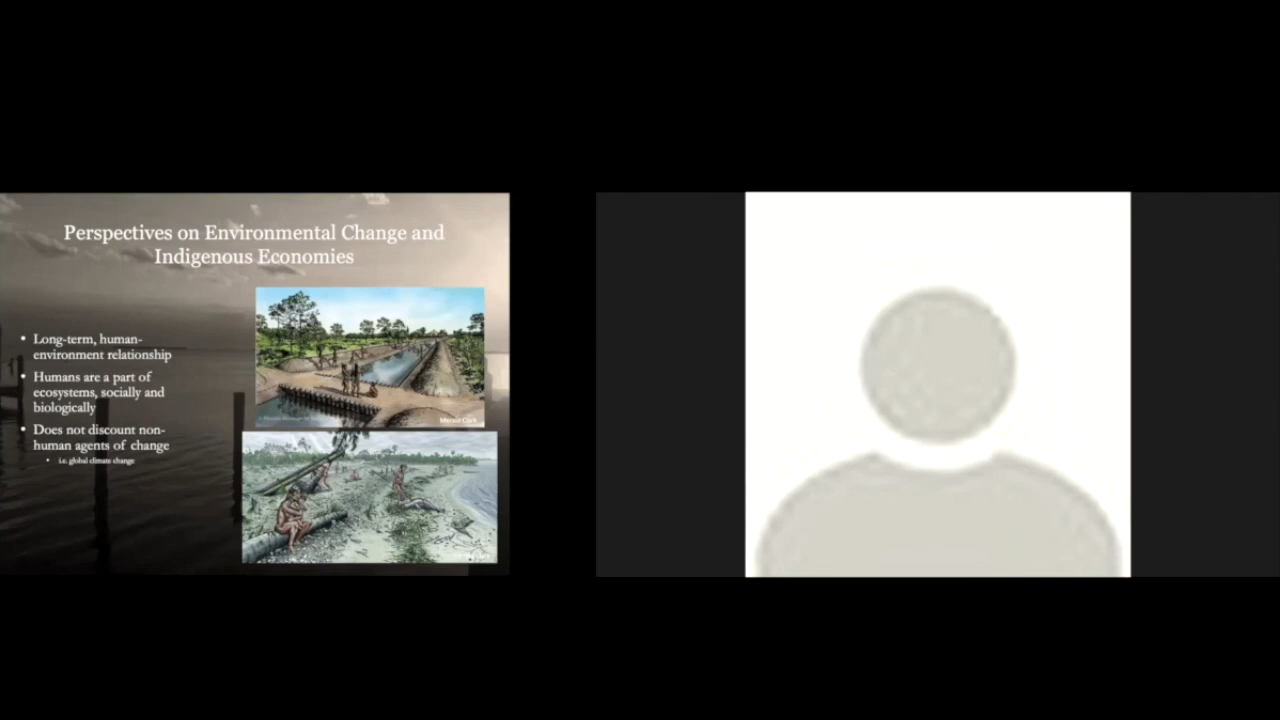 Perspectives on Environmental Change and
Indigenous Economies
• Long-term, human-
environment relationship
• Humans are a part of
ecosystems, socially and
biologically
• Does not discount non-
human agents of change
• i.e. global climate change
Merald Clark